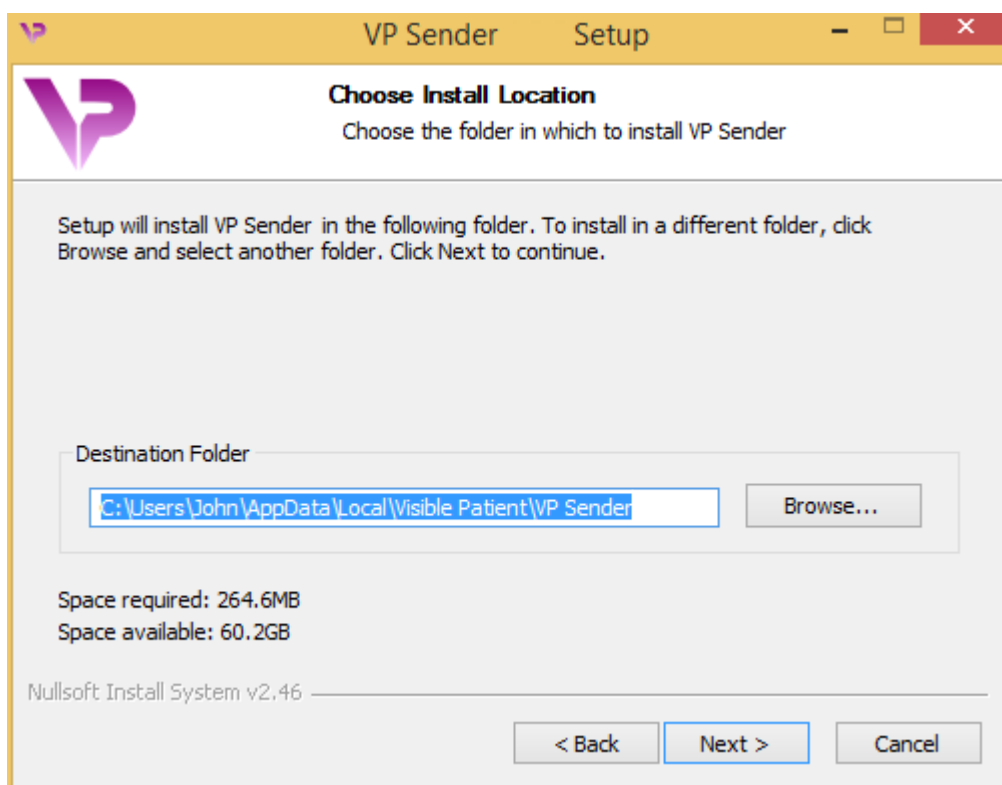 VP Sender Setup
VP
Choose Install Location
Choose the folder in which to install VP Sender
Setup will install VP Sender in the following folder. To install in a different folder, click
Browse and select another folder. Click Next to continue.
Destination Folder
C:\Users\John\AppData\Local\Visible Patient\VP Sender
Browse...
Space required: 264.6MB
Space available: 60.2GB
Nullsoft Install System v2.46
< Back Next > Cancel